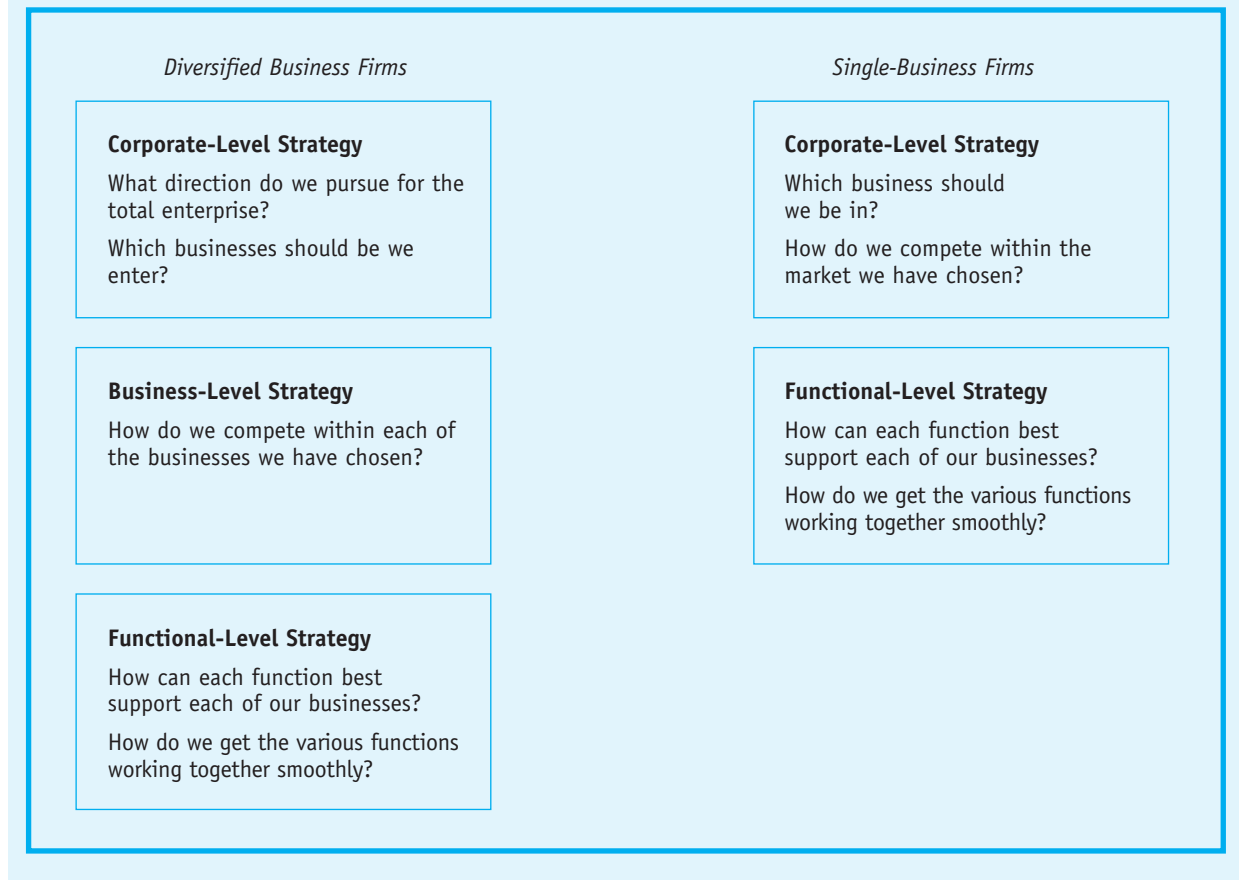 Diversified Business Firms
Corporate-Level Strategy
What direction do we pursue for the
total enterprise?
Which businesses should be we
enter?
Business-Level Strategy
How do we compete within each of
the businesses we have chosen?
Functional-Level Strategy
How can each function best
support each of our businesses?
How do we get the various functions
working together smoothly?
Single-Business Firms
Corporate-Level Strategy
Which business should
we be in?
How do we compete within the
market we have chosen?
Functional-Level Strategy
How can each function best
support each of our businesses?
How do we get the various functions
working together smoothly?